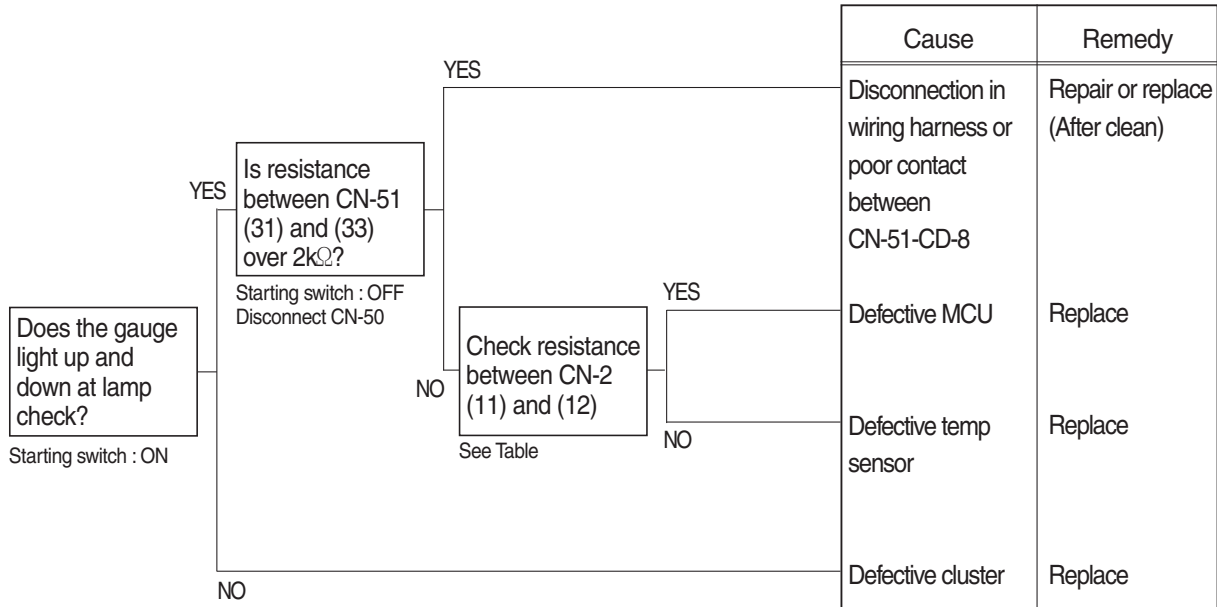 Cause
Remedy
YES
Disconnection in
wiring harness or
poor contact
between
CN-51-CD-8
Repair or replace
(After clean)
YES
Is resistance
between CN-51
(31) and (33)
over 2kΩ?
Starting switch : OFF
Disconnect CN-50
YES
Defective MCU
Replace
Does the gauge
light up and
down at lamp
check?
Starting switch : ON
NO
Check resistance
between CN-2
(11) and (12)
See Table
NO
Defective temp
sensor
Replace
NO
Defective cluster
Replace